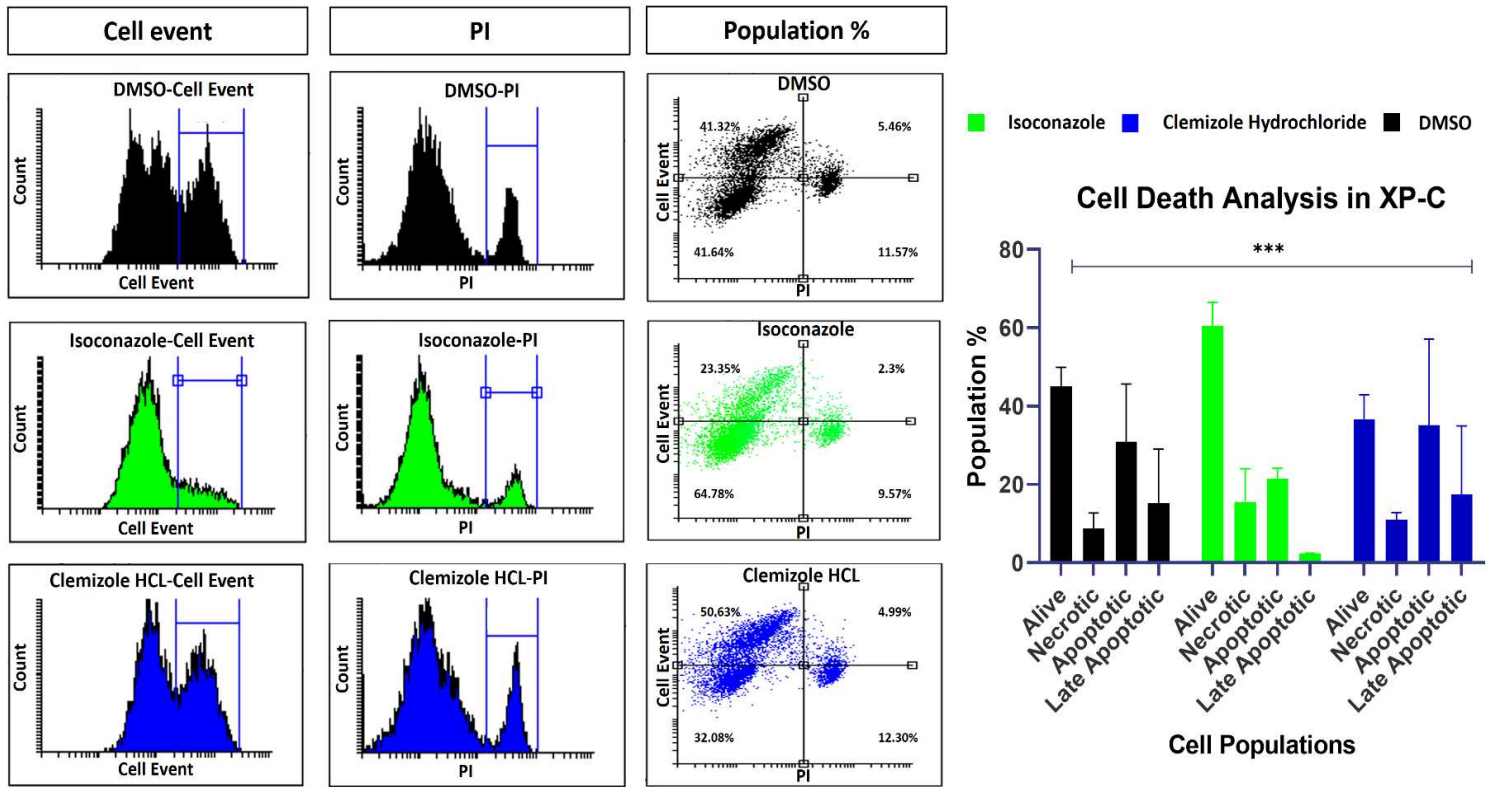 Cell event
PI
Population %
DMSO-Cell Event
Count
Cell Event
DMSO-PI
Count
PI
DMSO
41.32%
5.46%
Cell Event
41.64%
11.57%
PI
Isoconazole-Cell Event
Count
Cell Event
Isoconazole-PI
Count
PI
Isoconazole
23.35%
2.3%
Cell Event
64.78%
9.57%
PI
Clemizole HCL-Cell Event
Count
Cell Event
Clemizole HCL-PI
Count
PI
Clemizole HCL
50.63%
4.99%
Cell Event
32.08%
12.30%
PI
Isoconazole Clemizole Hydrochloride DMSO
Cell Death Analysis in XP-C
***
Population %
80
60
40
20
0
Alive
Necrotic
Apoptotic
Late Apoptotic
Alive
Necrotic
Apoptotic
Late Apoptotic
Alive
Necrotic
Apoptotic
Late Apoptotic
Cell Populations